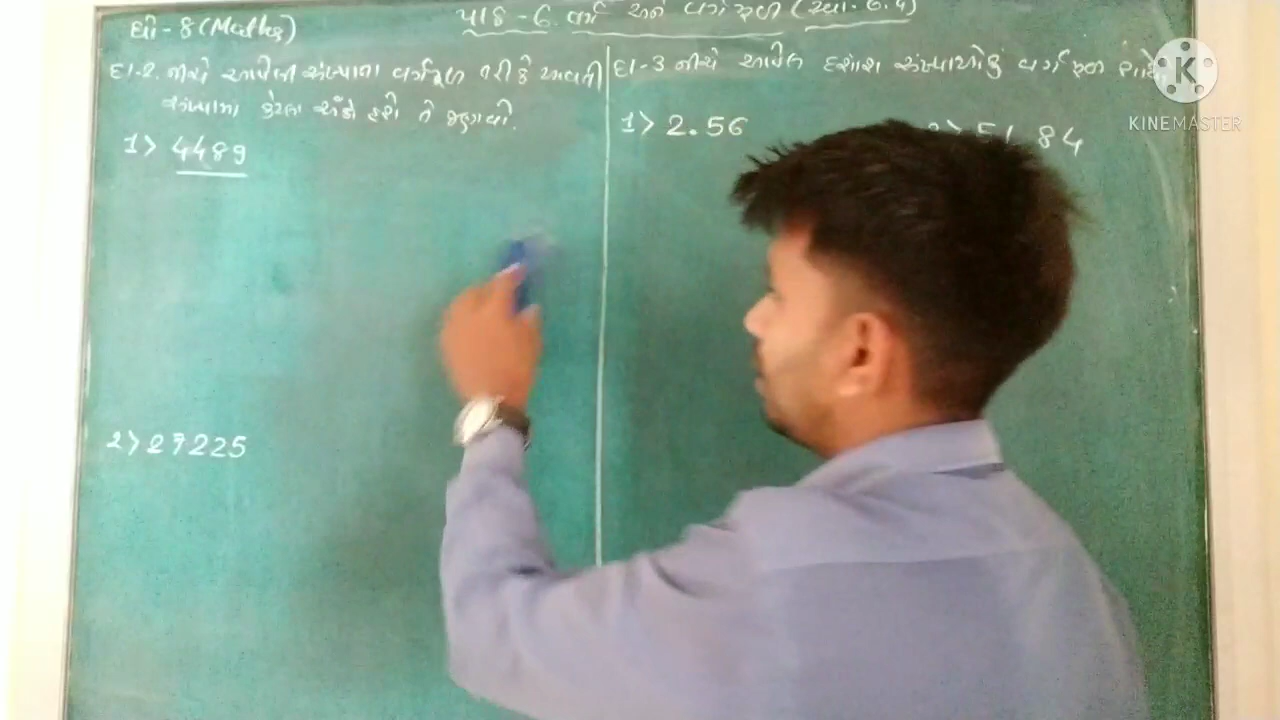 ધો-8 (Maths)
પાઠ-6. વર્ગ અને વર્ગમૂળ (સ્વા-6.4)
દા-2. નીચે આપેલી સંખ્યાના વર્ગમૂળ તરીકે આવતી
સંખ્યામાં કેટલા અંકો હશે તે જણાવો.
1> 4489
2> 27225
દા-3 નીચે આપેલ દશાંશ સંખ્યાઓનું વર્ગમૂળ શોધો
1> 2.56
51.84
K
KINEMASTER